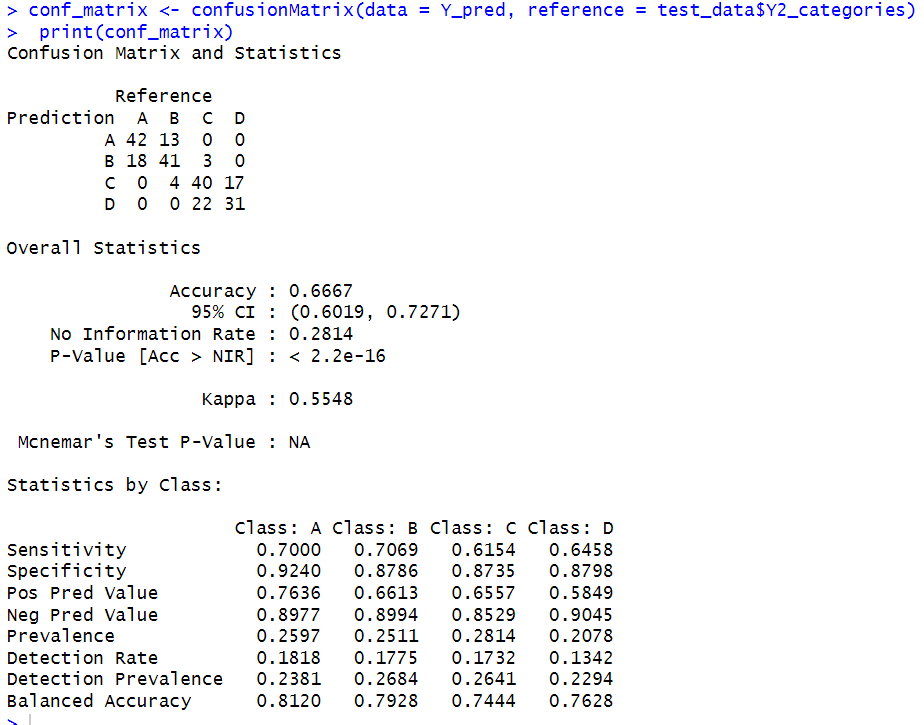 > conf_matrix <- confusionMatrix(data = Y_pred, reference = test_data$Y2_categories)
>  print(conf_matrix)
Confusion Matrix and Statistics

          Reference
Prediction  A  B  C  D
         A 42 13  0  0
         B 18 41  3  0
         C  0  4 40 17
         D  0  0 22 31

Overall Statistics

               Accuracy : 0.6667
                 95% CI : (0.6019, 0.7271)
    No Information Rate : 0.2814
    P-Value [Acc > NIR] : < 2.2e-16

                  Kappa : 0.5548

 Mcnemar's Test P-Value : NA

Statistics by Class:

                     Class: A Class: B Class: C Class: D
Sensitivity            0.7000   0.7069   0.6154   0.6458
Specificity            0.9240   0.8786   0.8735   0.8798
Pos Pred Value         0.7636   0.6613   0.6557   0.5849
Neg Pred Value         0.8977   0.8994   0.8529   0.9045
Prevalence             0.2597   0.2511   0.2814   0.2078
Detection Rate         0.1818   0.1775   0.1732   0.1342
Detection Prevalence   0.2381   0.2684   0.2641   0.2294
Balanced Accuracy      0.8120   0.7928   0.7444   0.7628
>